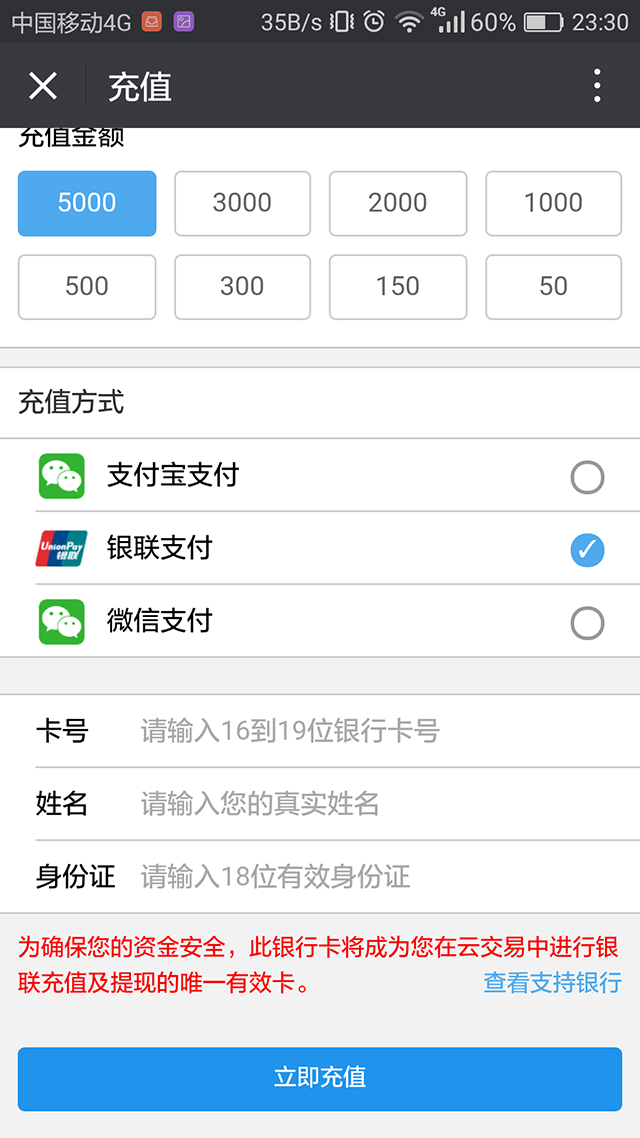 中国移动4G 35B/s 4G 60% 23:30
充值
充值金额
5000 3000 2000 1000
500 300 150 50
充值方式
支付宝支付
UnionPay 银联 银联支付
微信支付
卡号 请输入16到19位银行卡号
姓名 请输入您的真实姓名
身份证 请输入18位有效身份证
为确保您的资金安全，此银行卡将成为您在云交易中进行银
联充值及提现的唯一有效卡。 查看支持银行
立即充值